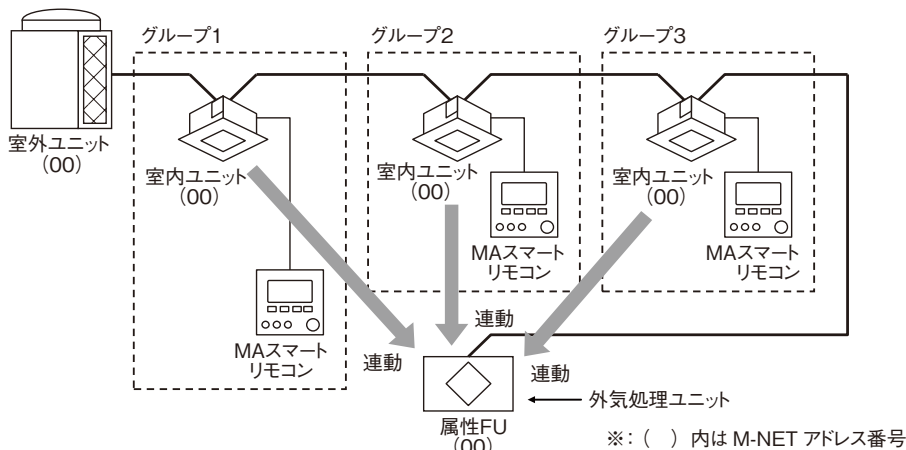 グループ1
グループ2
グループ3
室外ユニット
(00)
室内ユニット
(00)
室内ユニット
(00)
室内ユニット
(00)
MAスマート
リモコン
MAスマート
リモコン
MAスマート
リモコン
連動
連動
連動
外気処理ユニット
属性FU
(00)
※：（　）内は M-NET アドレス番号